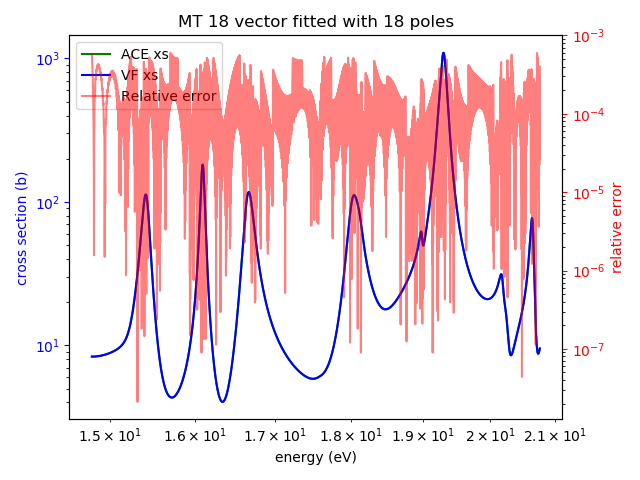 MT 18 vector fitted with 18 poles
ACE xs
VF xs
Relative error
cross section (b)
10³
10²
10¹
relative error
10⁻³
10⁻⁴
10⁻⁵
10⁻⁶
10⁻⁷
1.5 × 10¹ 1.6 × 10¹ 1.7 × 10¹ 1.8 × 10¹ 1.9 × 10¹ 2 × 10¹ 2.1 × 10¹
energy (eV)